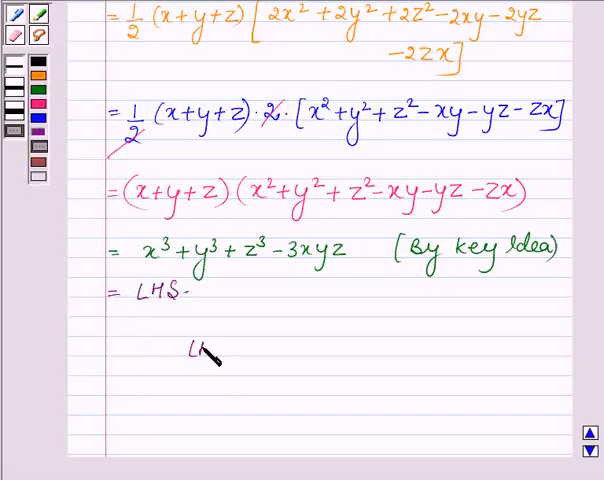 = 1/2 (x+y+z) [ 2x² + 2y² + 2z² - 2xy - 2yz
- 2zx ]
= 1/2 (x+y+z) · 2 · [ x² + y² + z² - xy - yz - zx ]
= (x+y+z) (x² + y² + z² - xy - yz - zx)
= x³ + y³ + z³ - 3xyz (By key Idea)
= LHS.